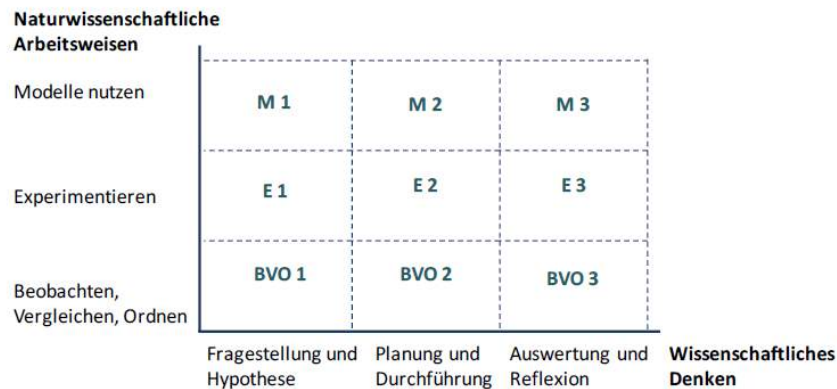 Naturwissenschaftliche
Arbeitsweisen
Modelle nutzen
M 1
M 2
M 3
Experimentieren
E 1
E 2
E 3
Beobachten,
Vergleichen, Ordnen
BVO 1
BVO 2
BVO 3
Fragestellung und
Hypothese
Planung und
Durchführung
Auswertung und
Reflexion
Wissenschaftliches
Denken